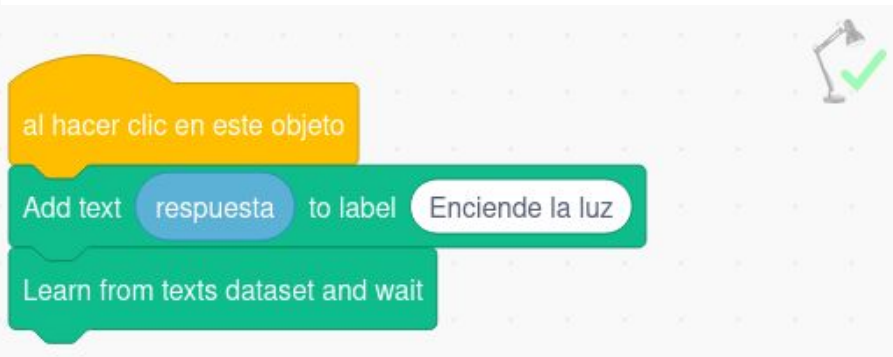 al hacer clic en este objeto
Add text respuesta to label Enciende la luz
Learn from texts dataset and wait